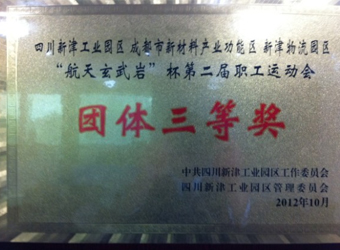 四川新津工业园区 成都市新材料产业功能区 新津物流园区
“航天玄武岩”杯第二届职工运动会
团体三等奖
中共四川新津工业园区工作委员会
四川新津工业园区管理委员会
2012年10月